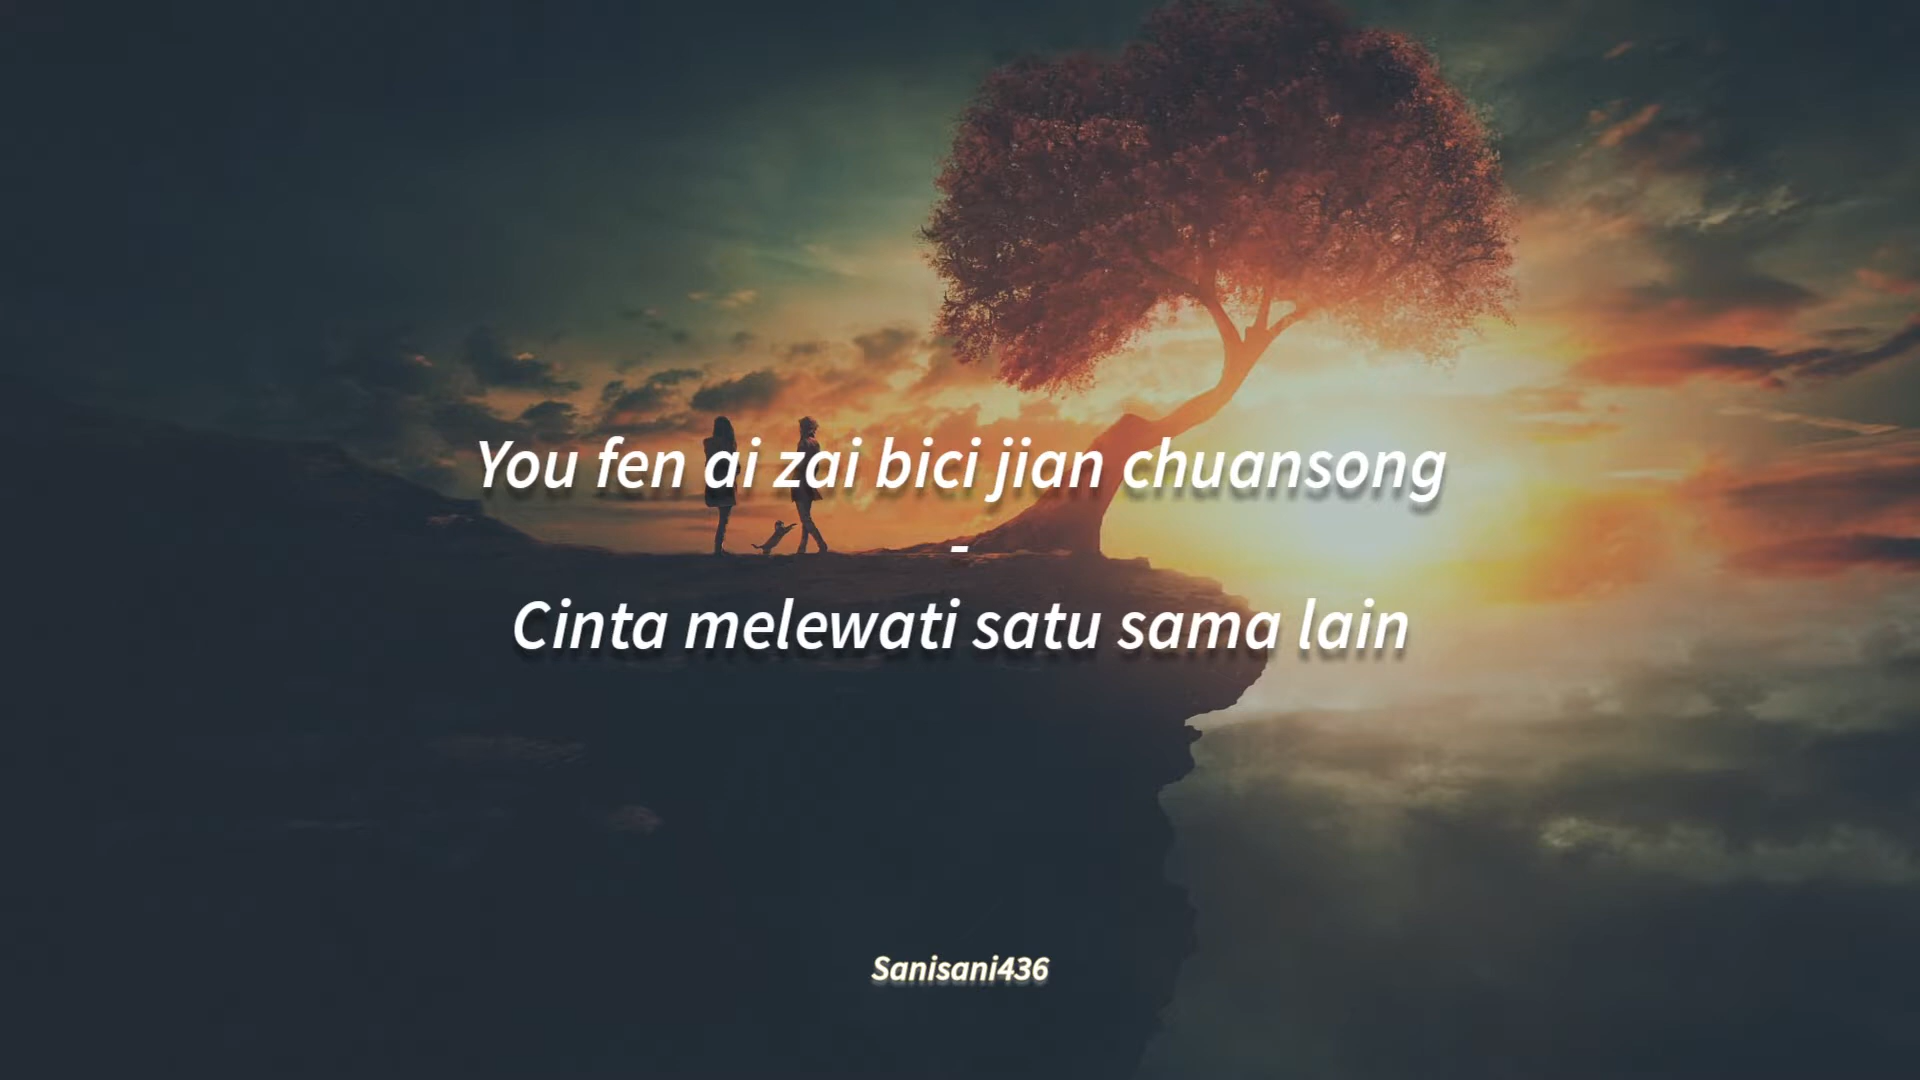 You fen ai zai bici jian chuansong
-
Cinta melewati satu sama lain
Sanisani436